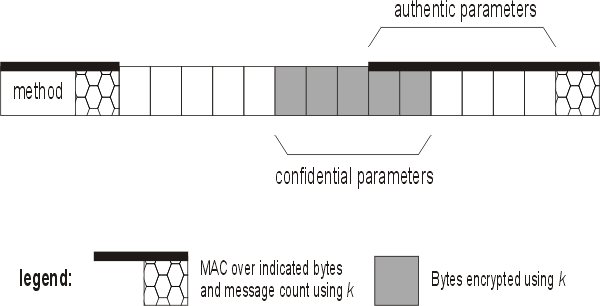 authentic parameters
method
confidential parameters
legend:
MAC over indicated bytes
and message count using k
Bytes encrypted using k